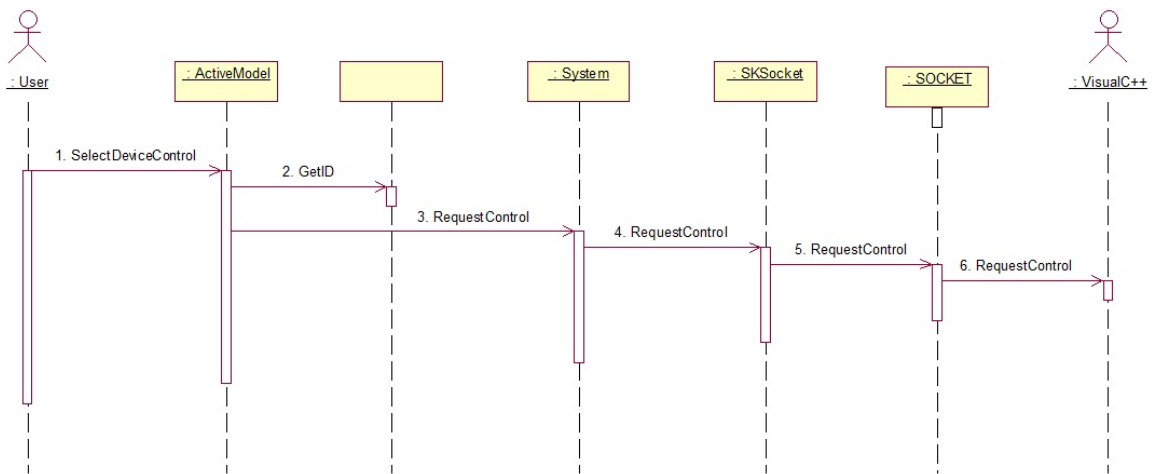 : User
: ActiveModel
: System
: SKSocket
: SOCKET
: VisualC++
1. SelectDeviceControl
2. GetID
3. RequestControl
4. RequestControl
5. RequestControl
6. RequestControl